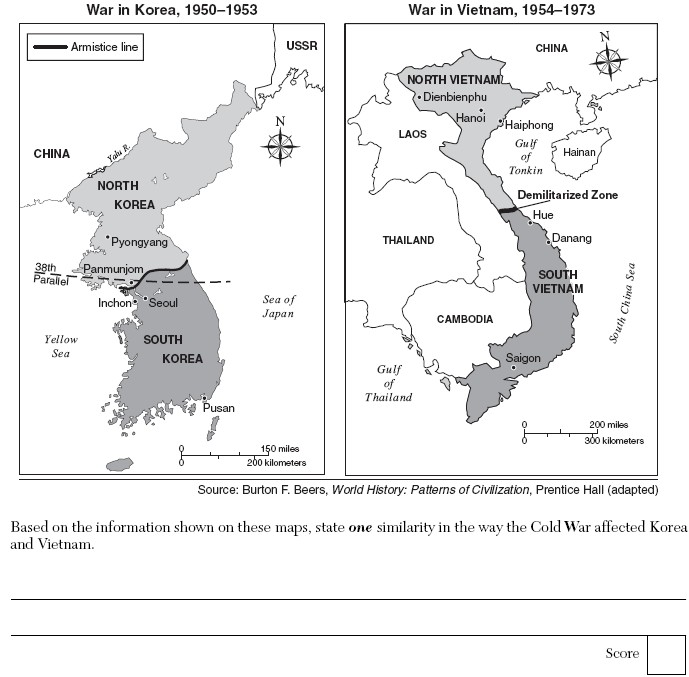 War in Korea, 1950–1953
Armistice line
USSR
N
CHINA
Yalu R.
NORTH
KOREA
Pyongyang
38th
Parallel
Panmunjom
Inchon
Seoul
Sea of
Japan
Yellow
Sea
SOUTH
KOREA
Pusan
0
150 miles
0
200 kilometers
War in Vietnam, 1954–1973
CHINA
N
NORTH VIETNAM
Dienbienphu
Hanoi
Haiphong
LAOS
Gulf
of
Tonkin
Hainan
Demilitarized Zone
Hue
Danang
THAILAND
SOUTH
VIETNAM
South China Sea
CAMBODIA
Saigon
Gulf
of
Thailand
0
200 miles
0
300 kilometers
Source: Burton F. Beers, World History: Patterns of Civilization, Prentice Hall (adapted)
Based on the information shown on these maps, state one similarity in the way the Cold War affected Korea
and Vietnam.
Score